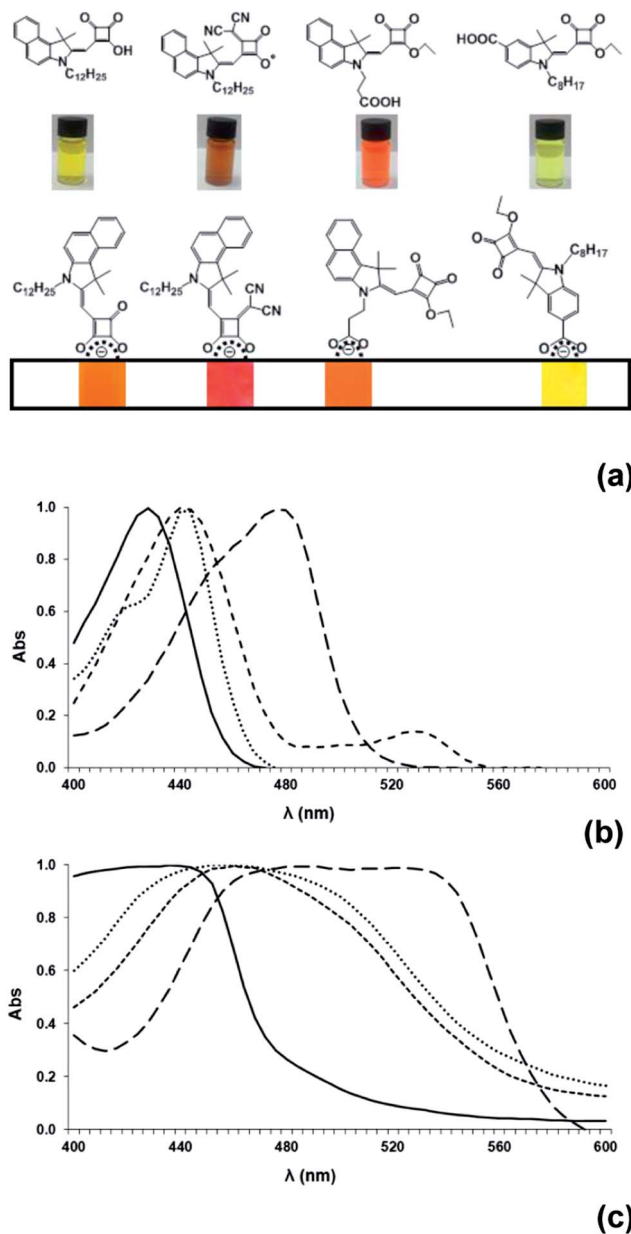 O O
N OH
C₁₂H₂₅
NC CN
O
N O*
C₁₂H₂₅
O O
N O
COOH
O O
HOOC
N O
C₈H₁₇
N
C₁₂H₂₅
O
O O
⊖
N
C₁₂H₂₅
CN
CN
O O
⊖
O O
N O
O O
⊖
O
O C₈H₁₇
O N
O O
⊖
(a)
1.0
0.8
0.6
0.4
0.2
0.0
Abs
400 440 480 520 560 600
λ (nm)
(b)
1.0
0.8
0.6
0.4
0.2
0.0
Abs
400 440 480 520 560 600
λ (nm)
(c)